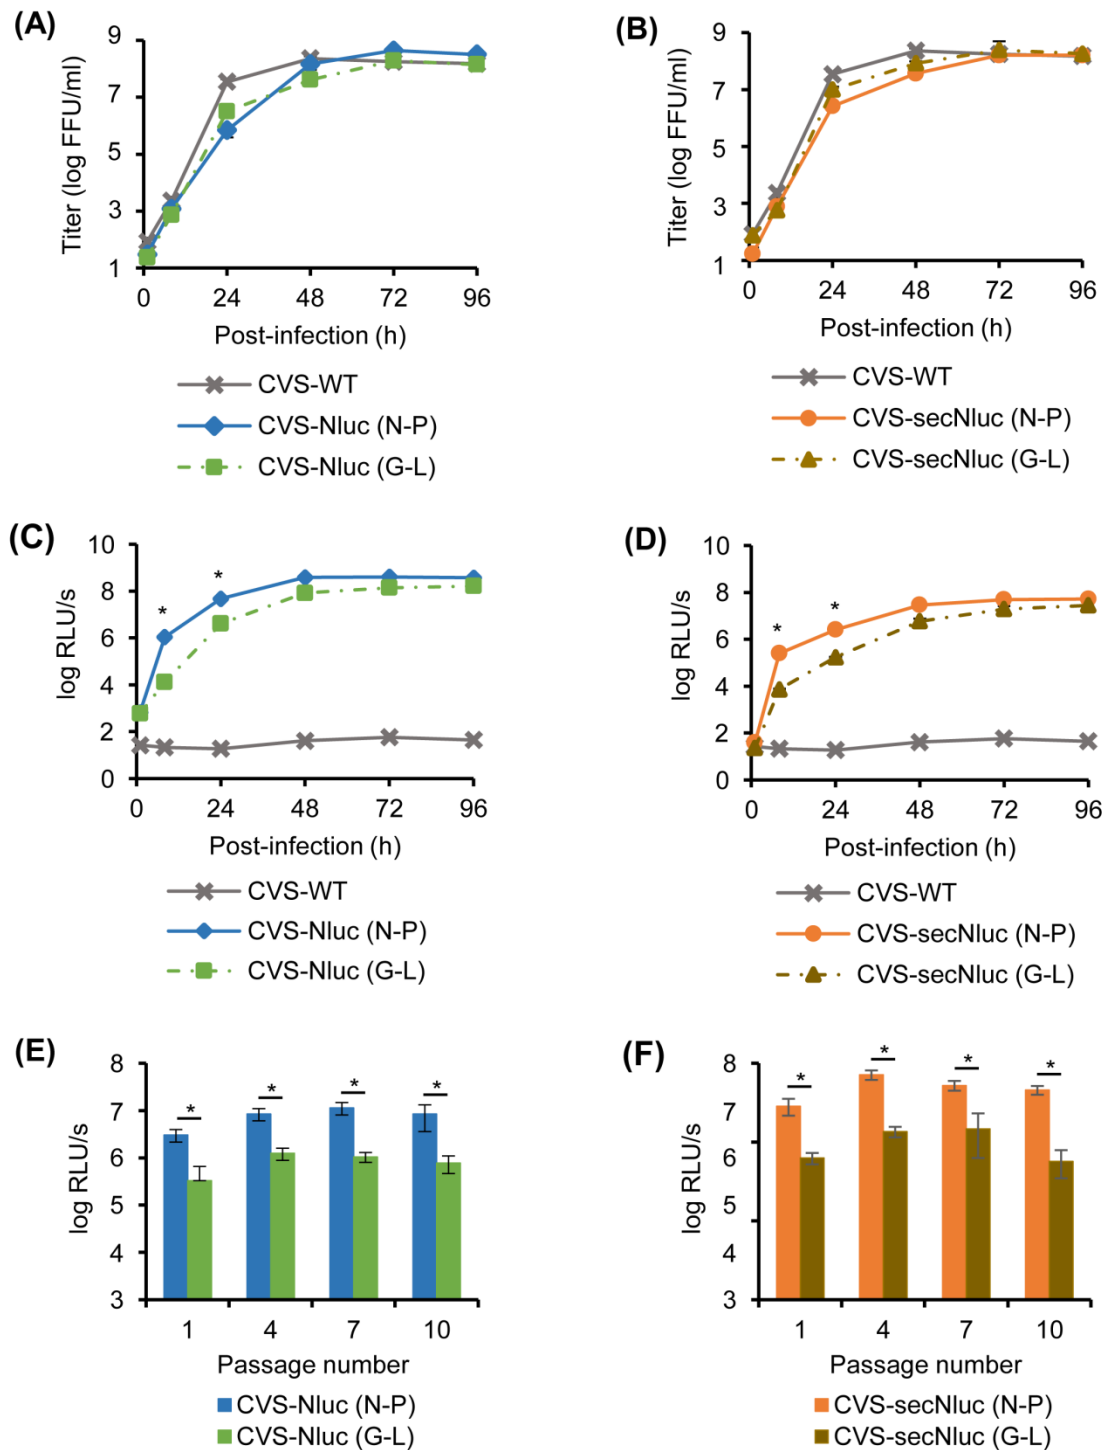 (A)
Titer (log FFU/ml)
9
7
5
3
1
0 24 48 72 96
Post-infection (h)
CVS-WT
CVS-Nluc (N-P)
CVS-Nluc (G-L)
(B)
Titer (log FFU/ml)
9
7
5
3
1
0 24 48 72 96
Post-infection (h)
CVS-WT
CVS-secNluc (N-P)
CVS-secNluc (G-L)
(C)
log RLU/s
10
8
6
4
2
0
* *
0 24 48 72 96
Post-infection (h)
CVS-WT
CVS-Nluc (N-P)
CVS-Nluc (G-L)
(D)
log RLU/s
10
8
6
4
2
0
* *
0 24 48 72 96
Post-infection (h)
CVS-WT
CVS-secNluc (N-P)
CVS-secNluc (G-L)
(E)
log RLU/s
8
7
6
5
4
3
* * * *
1 4 7 10
Passage number
CVS-Nluc (N-P)
CVS-Nluc (G-L)
(F)
log RLU/s
8
7
6
5
4
3
* * * *
1 4 7 10
Passage number
CVS-secNluc (N-P)
CVS-secNluc (G-L)